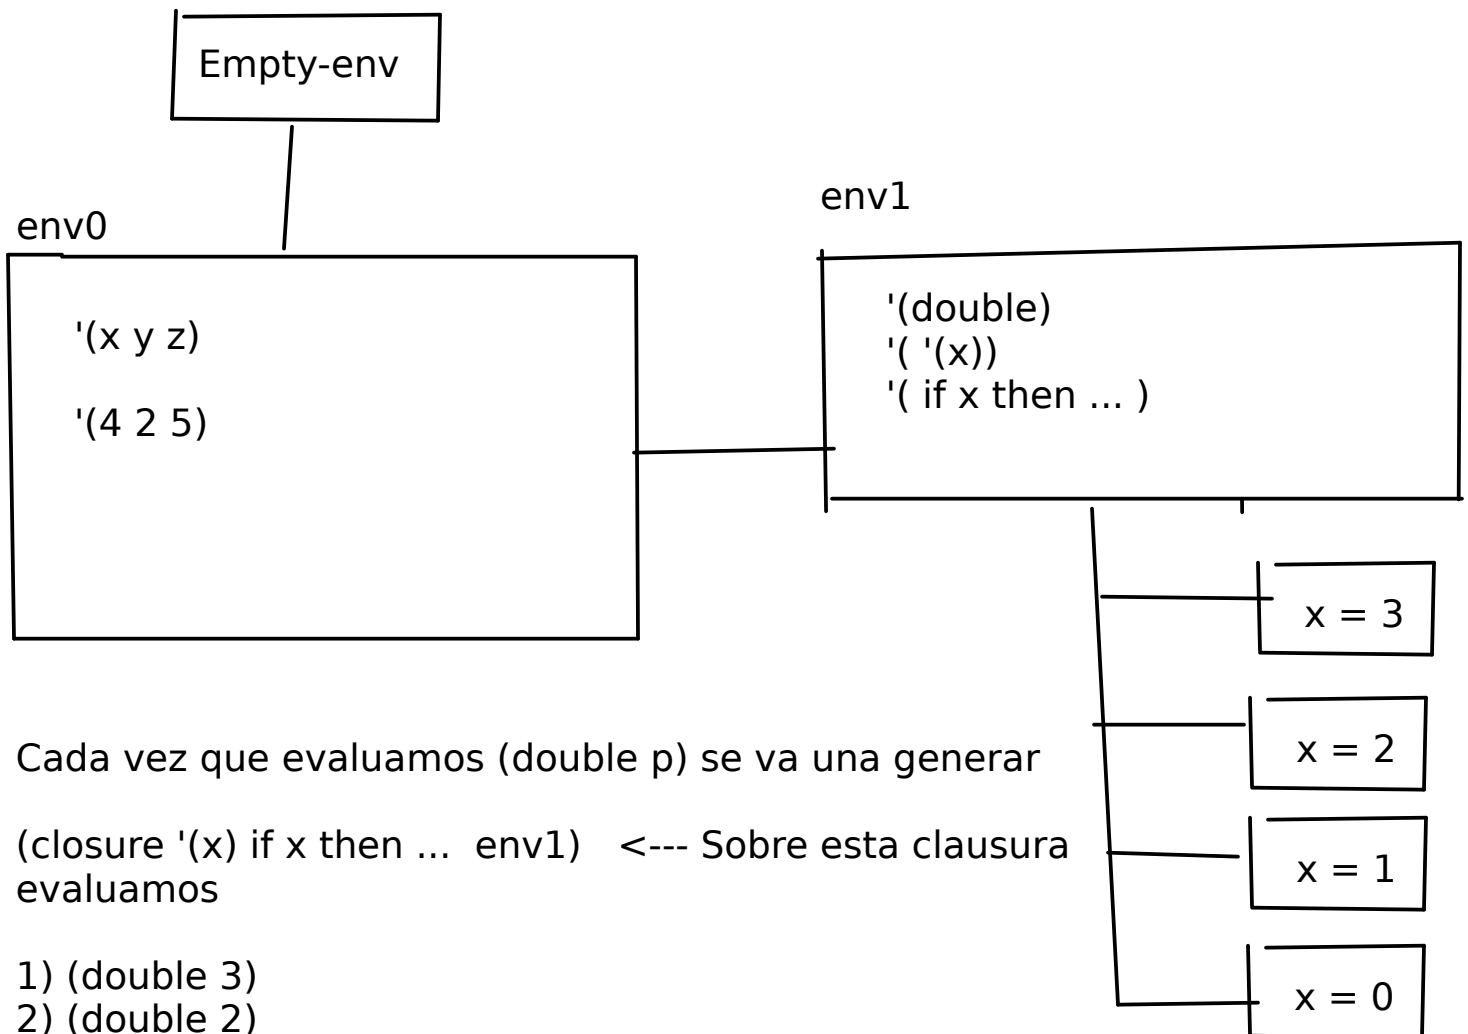 Empty-env
env0
env1
'(x y z)
'(4 2 5)
'(double)
'( '(x))
'( if x then ... )
x = 3
x = 2
x = 1
x = 0
Cada vez que evaluamos (double p) se va una generar
(closure '(x) if x then ...  env1)   <--- Sobre esta clausura
evaluamos
1) (double 3)
2) (double 2)